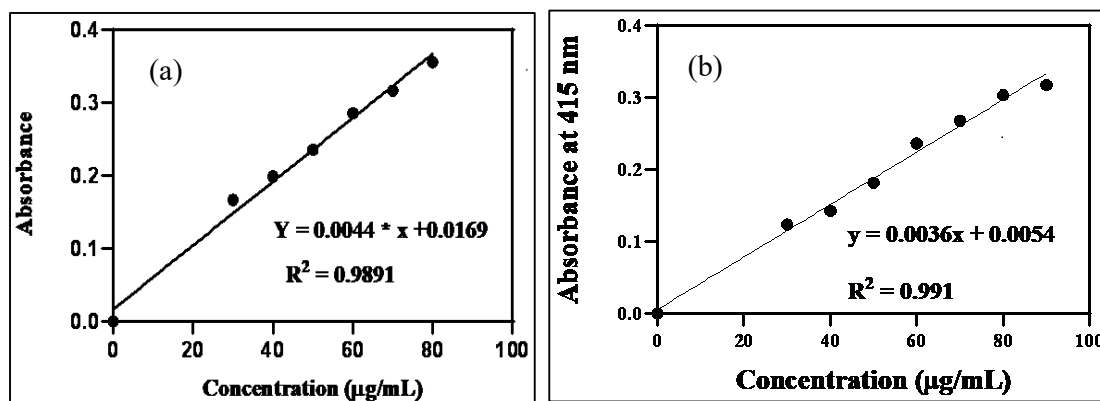 (a)
Absorbance
0.4
0.3
0.2
0.1
0.0
Y = 0.0044 * x +0.0169
R² = 0.9891
0 20 40 60 80 100
Concentration (µg/mL)
(b)
Absorbance at 415 nm
0.4
0.3
0.2
0.1
0.0
y = 0.0036x + 0.0054
R² = 0.991
0 20 40 60 80 100
Concentration (µg/mL)